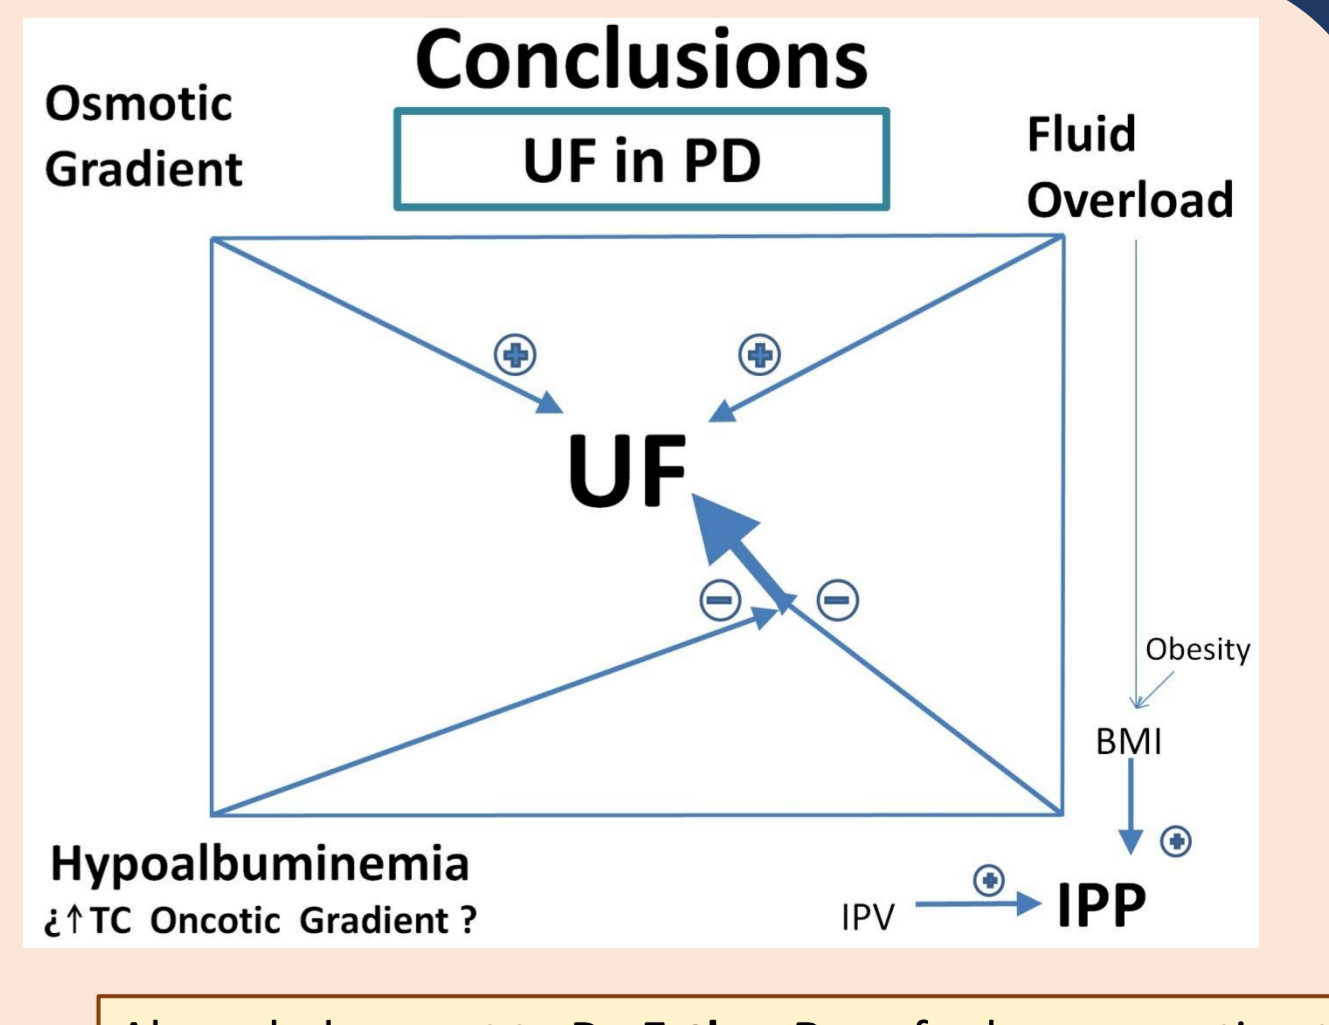 Conclusions
Osmotic
Gradient
UF in PD
Fluid
Overload
UF
Obesity
BMI
Hypoalbuminemia
¿↑TC Oncotic Gradient ?
IPV
IPP